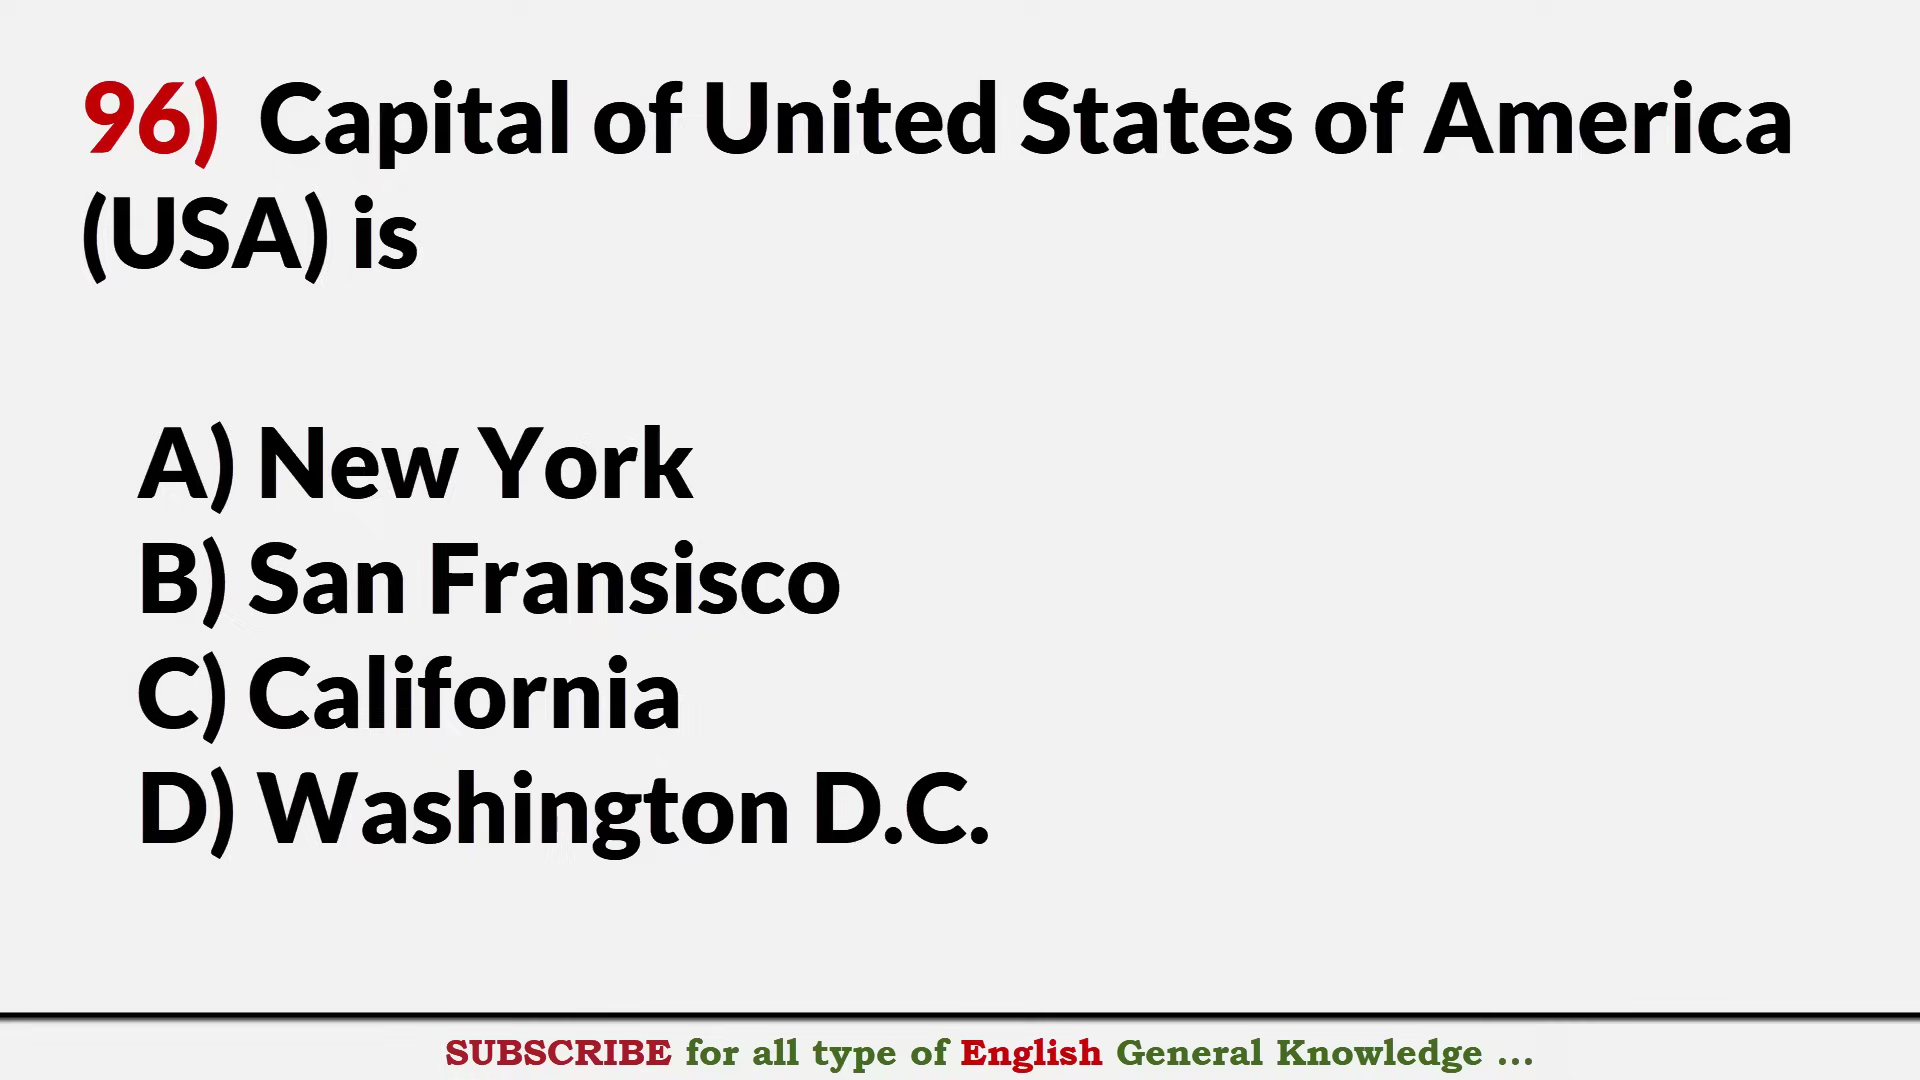 96) Capital of United States of America
(USA) is
A) New York
B) San Fransisco
C) California
D) Washington D.C.
SUBSCRIBE for all type of English General Knowledge ...